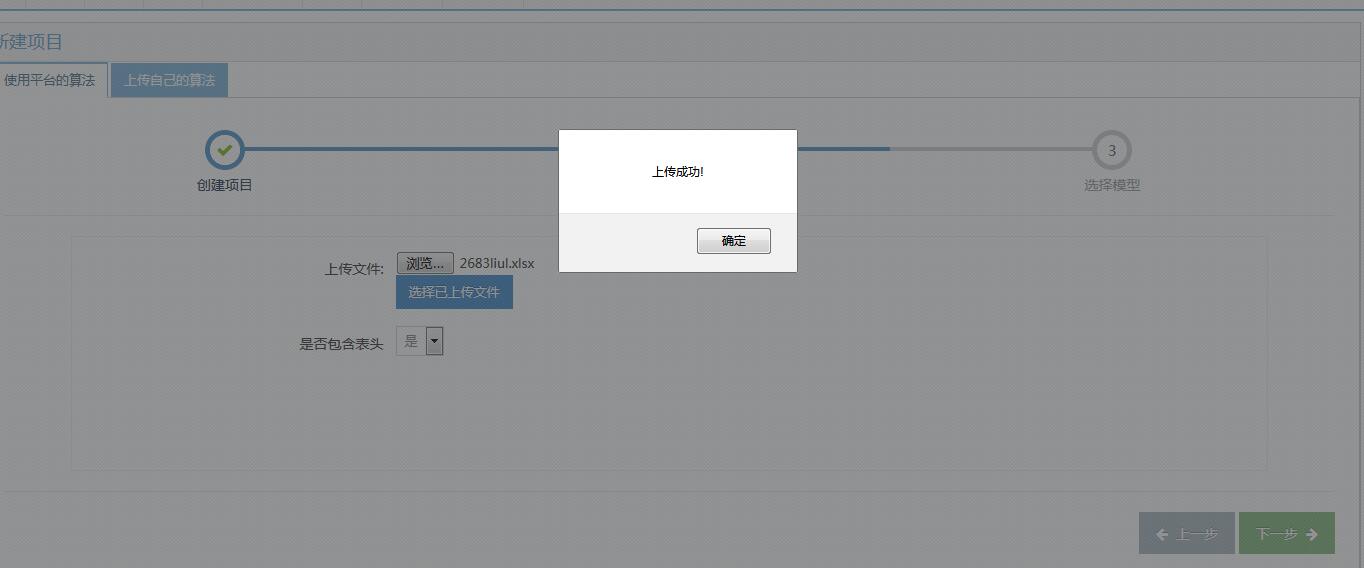 新建项目
使用平台的算法
上传自己的算法
创建项目
3
选择模型
上传成功!
确定
上传文件:
浏览...
2683liul.xlsx
选择已上传文件
是否包含表头
是
上一步
下一步